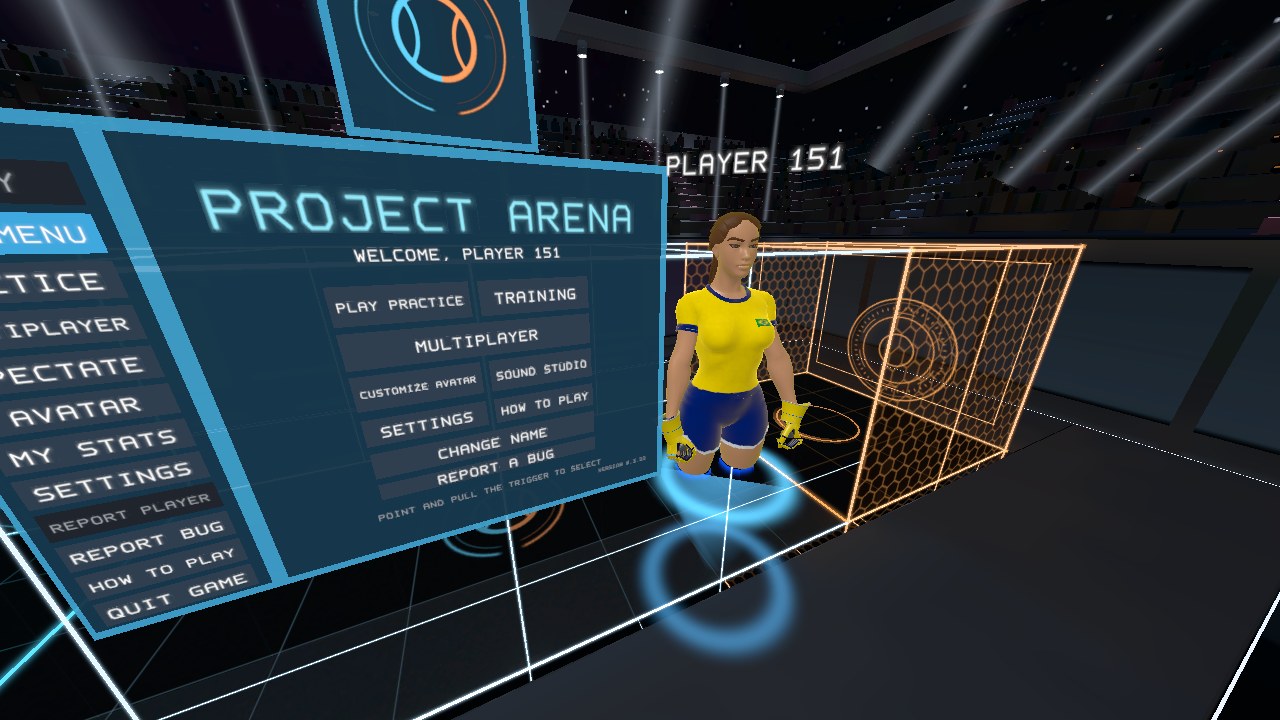 PLAYER 151
Y
MENU
CTICE
IPLAYER
PECTATE
AVATAR
MY STATS
SETTINGS
REPORT PLAYER
REPORT BUG
HOW TO PLAY
QUIT GAME
PROJECT ARENA
WELCOME, PLAYER 151
PLAY PRACTICE
TRAINING
MULTIPLAYER
CUSTOMIZE AVATAR
SOUND STUDIO
SETTINGS
HOW TO PLAY
CHANGE NAME
REPORT A BUG
POINT AND PULL THE TRIGGER TO SELECT